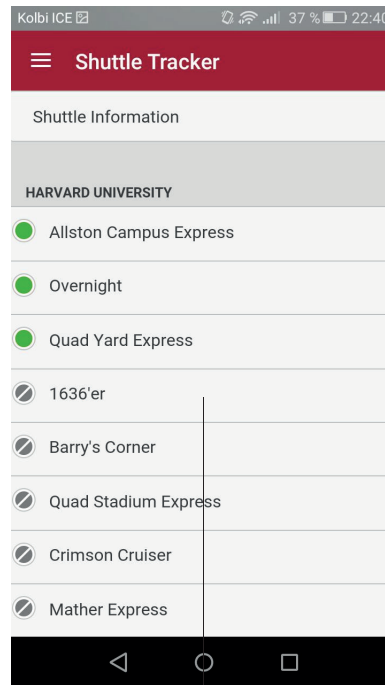 Kolbi ICE 37 % 22:40
Shuttle Tracker
Shuttle Information
HARVARD UNIVERSITY
Allston Campus Express
Overnight
Quad Yard Express
1636'er
Barry's Corner
Quad Stadium Express
Crimson Cruiser
Mather Express